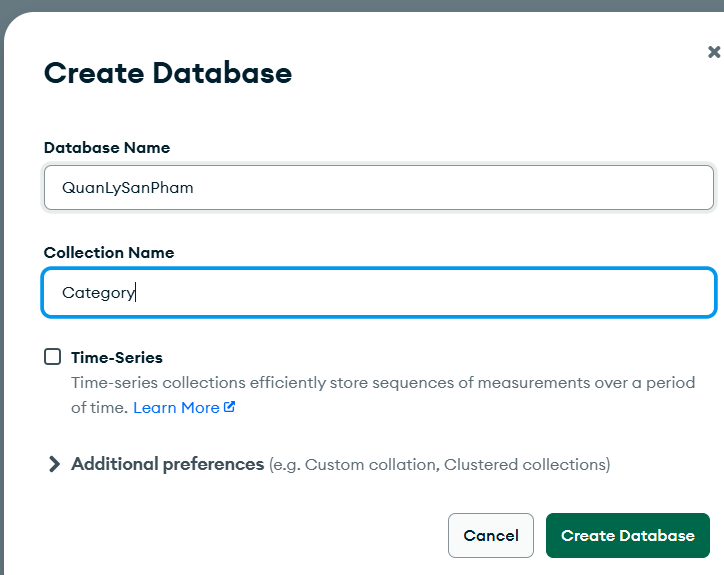 Create Database
Database Name
QuanLySanPham
Collection Name
Category
Time-Series
Time-series collections efficiently store sequences of measurements over a period
of time. Learn More
Additional preferences (e.g. Custom collation, Clustered collections)
Cancel
Create Database